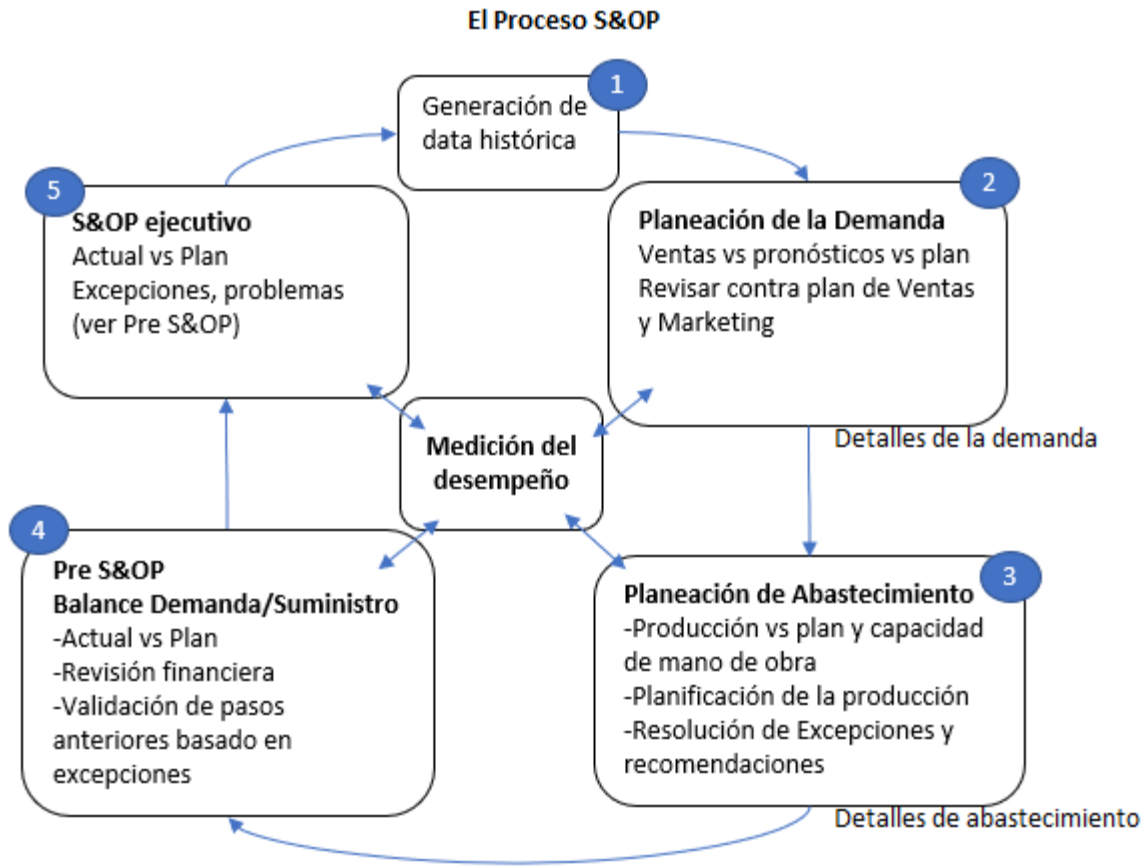 El Proceso S&OP
1
Generación de
data histórica
2
Planeación de la Demanda
Ventas vs pronósticos vs plan
Revisar contra plan de Ventas
y Marketing
Detalles de la demanda
3
Planeación de Abastecimiento
-Producción vs plan y capacidad
de mano de obra
-Planificación de la producción
-Resolución de Excepciones y
recomendaciones
Detalles de abastecimiento
4
Pre S&OP
Balance Demanda/Suministro
-Actual vs Plan
-Revisión financiera
-Validación de pasos
anteriores basado en
excepciones
5
S&OP ejecutivo
Actual vs Plan
Excepciones, problemas
(ver Pre S&OP)
Medición del
desempeño